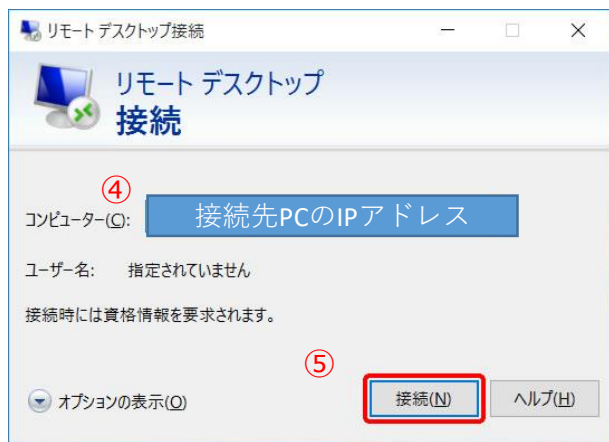 リモート デスクトップ接続
リモート デスクトップ
接続
④
コンピューター(C): 接続先PCのIPアドレス
ユーザー名: 指定されていません
接続時には資格情報を要求されます。
⑤
オプションの表示(O) 接続(N) ヘルプ(H)